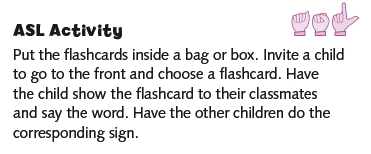 ASL Activity
Put the flashcards inside a bag or box. Invite a child
to go to the front and choose a flashcard. Have
the child show the flashcard to their classmates
and say the word. Have the other children do the
corresponding sign.